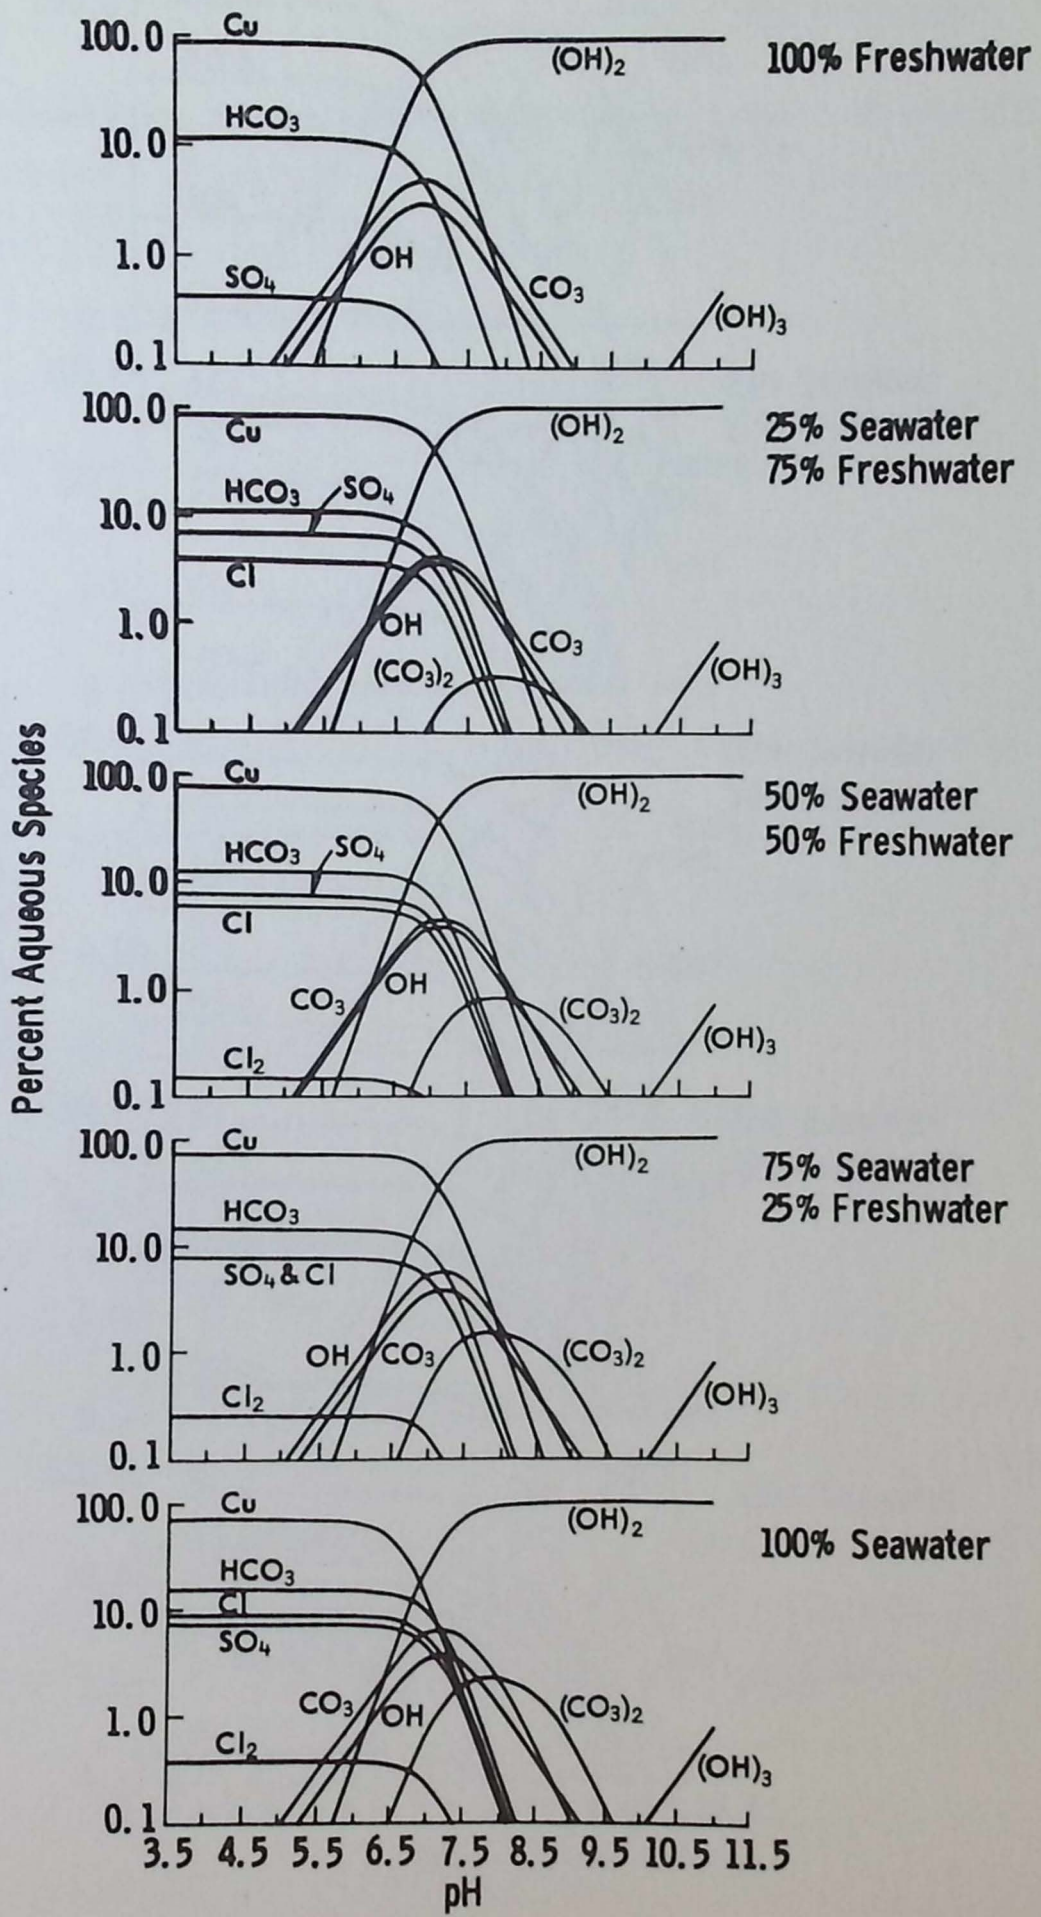 Percent Aqueous Species
100.0
Cu
(OH)₂
100% Freshwater
10.0
HCO₃
1.0
SO₄
OH
CO₃
(OH)₃
0.1
100.0
Cu
(OH)₂
25% Seawater
75% Freshwater
10.0
HCO₃
SO₄
Cl
1.0
OH
CO₃
(CO₃)₂
(OH)₃
0.1
100.0
Cu
(OH)₂
50% Seawater
50% Freshwater
10.0
HCO₃
SO₄
Cl
1.0
CO₃
OH
(CO₃)₂
(OH)₃
Cl₂
0.1
100.0
Cu
(OH)₂
75% Seawater
25% Freshwater
10.0
HCO₃
SO₄ & Cl
1.0
OH
CO₃
(CO₃)₂
Cl₂
(OH)₃
0.1
100.0
Cu
(OH)₂
100% Seawater
10.0
HCO₃
Cl
SO₄
1.0
CO₃
OH
(CO₃)₂
Cl₂
(OH)₃
0.1
3.5 4.5 5.5 6.5 7.5 8.5 9.5 10.5 11.5
pH